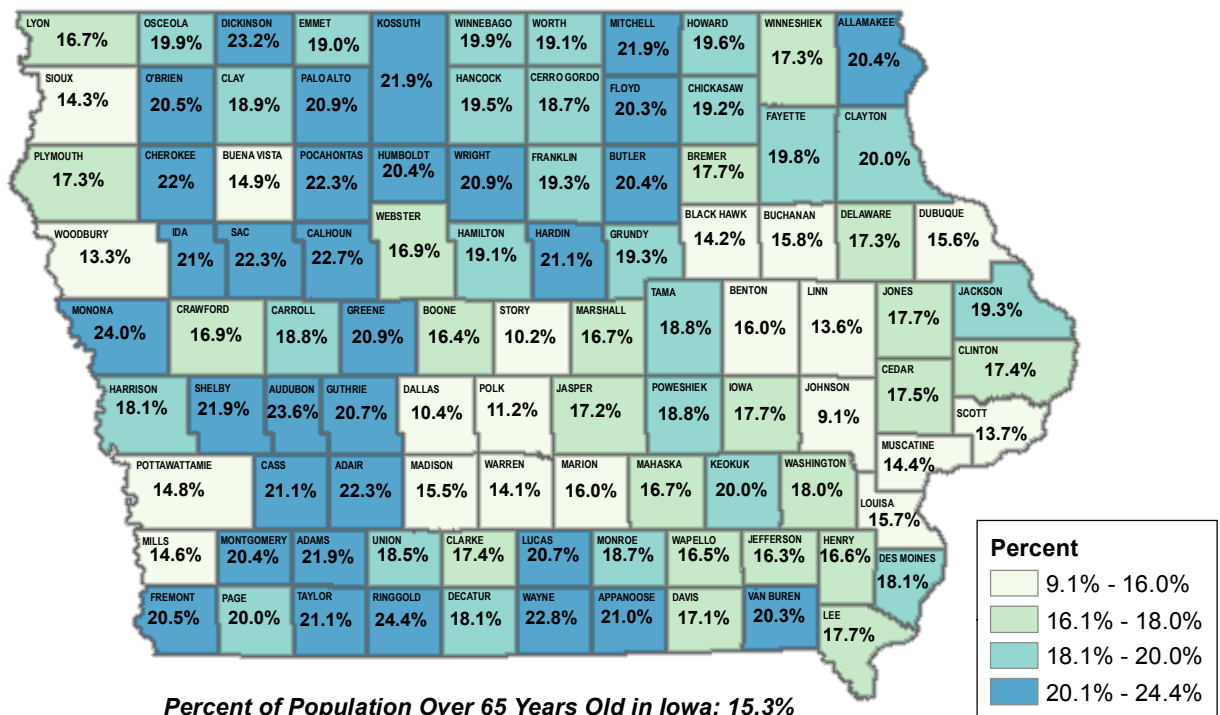 LYON
16.7%
OSCEOLA
19.9%
DICKINSON
23.2%
EMMET
19.0%
KOSSUTH
21.9%
WINNEBAGO
19.9%
WORTH
19.1%
MITCHELL
21.9%
HOWARD
19.6%
WINNESHIEK
17.3%
ALLAMAKEE
20.4%
SIOUX
14.3%
O'BRIEN
20.5%
CLAY
18.9%
PALO ALTO
20.9%
HANCOCK
19.5%
CERRO GORDO
18.7%
FLOYD
20.3%
CHICKASAW
19.2%
FAYETTE
19.8%
CLAYTON
20.0%
PLYMOUTH
17.3%
CHEROKEE
22%
BUENA VISTA
14.9%
POCAHONTAS
22.3%
HUMBOLDT
20.4%
WRIGHT
20.9%
FRANKLIN
19.3%
BUTLER
20.4%
BREMER
17.7%
WOODBURY
13.3%
IDA
21%
SAC
22.3%
CALHOUN
22.7%
WEBSTER
16.9%
HAMILTON
19.1%
HARDIN
21.1%
GRUNDY
19.3%
BLACK HAWK
14.2%
BUCHANAN
15.8%
DELAWARE
17.3%
DUBUQUE
15.6%
MONONA
24.0%
CRAWFORD
16.9%
CARROLL
18.8%
GREENE
20.9%
BOONE
16.4%
STORY
10.2%
MARSHALL
16.7%
TAMA
18.8%
BENTON
16.0%
LINN
13.6%
JONES
17.7%
JACKSON
19.3%
CLINTON
17.4%
HARRISON
18.1%
SHELBY
21.9%
AUDUBON
23.6%
GUTHRIE
20.7%
DALLAS
10.4%
POLK
11.2%
JASPER
17.2%
POWESHIEK
18.8%
IOWA
17.7%
JOHNSON
9.1%
CEDAR
17.5%
SCOTT
13.7%
MUSCATINE
14.4%
POTTAWATTAMIE
14.8%
CASS
21.1%
ADAIR
22.3%
MADISON
15.5%
WARREN
14.1%
MARION
16.0%
MAHASKA
16.7%
KEOKUK
20.0%
WASHINGTON
18.0%
LOUISA
15.7%
MILLS
14.6%
MONTGOMERY
20.4%
ADAMS
21.9%
UNION
18.5%
CLARKE
17.4%
LUCAS
20.7%
MONROE
18.7%
WAPELLO
16.5%
JEFFERSON
16.3%
HENRY
16.6%
DES MOINES
18.1%
FREMONT
20.5%
PAGE
20.0%
TAYLOR
21.1%
RINGGOLD
24.4%
DECATUR
18.1%
WAYNE
22.8%
APPANOOSE
21.0%
DAVIS
17.1%
VAN BUREN
20.3%
LEE
17.7%
Percent
9.1% - 16.0%
16.1% - 18.0%
18.1% - 20.0%
20.1% - 24.4%
Percent of Population Over 65 Years Old in Iowa: 15.3%